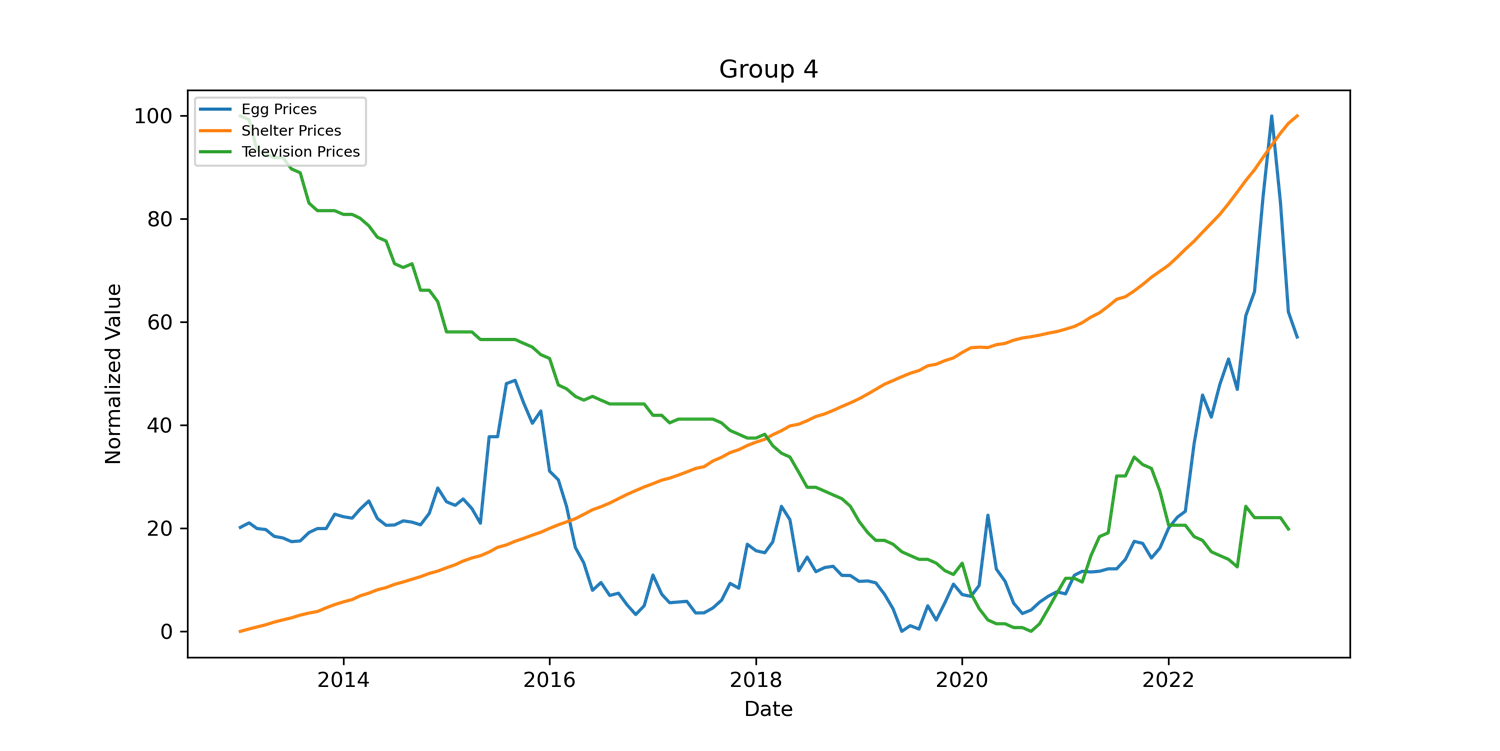 Group 4
Egg Prices
Shelter Prices
Television Prices
100
80
60
40
20
0
Normalized Value
2014 2016 2018 2020 2022
Date